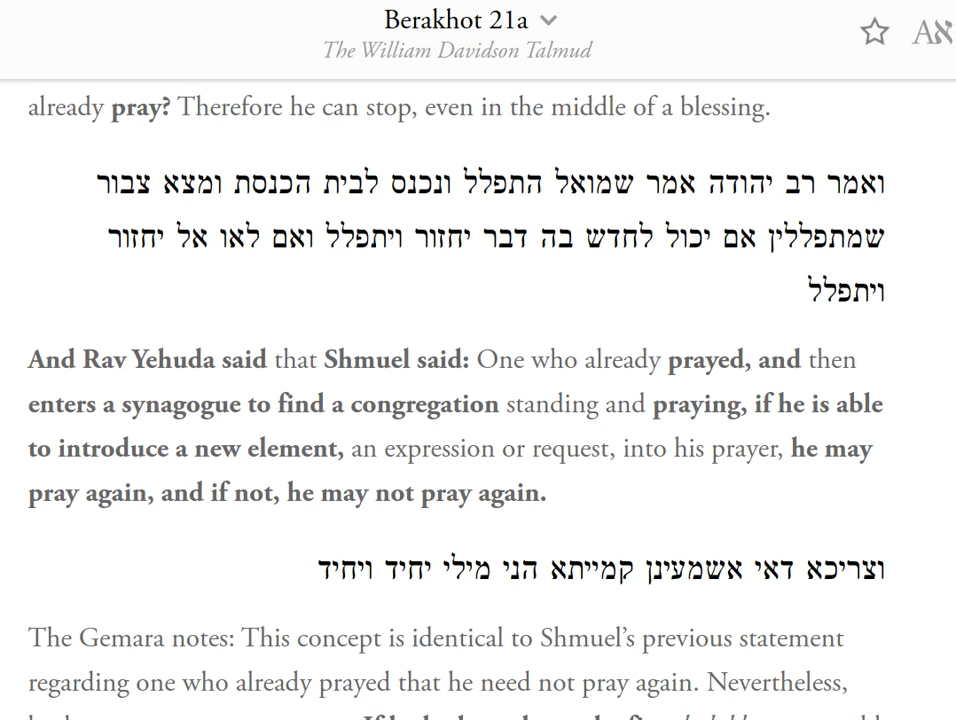 Berakhot 21a
The William Davidson Talmud
Aא
already pray? Therefore he can stop, even in the middle of a blessing.
ואמר רב יהודה אמר שמואל התפלל ונכנס לבית הכנסת ומצא צבור
שמתפללין אם יכול לחדש בה דבר יחזור ויתפלל ואם לאו אל יחזור
ויתפלל
And Rav Yehuda said that Shmuel said: One who already prayed, and then
enters a synagogue to find a congregation standing and praying, if he is able
to introduce a new element, an expression or request, into his prayer, he may
pray again, and if not, he may not pray again.
וצריכא דאי אשמעינן קמייתא הני מילי יחיד ויחיד
The Gemara notes: This concept is identical to Shmuel’s previous statement
regarding one who already prayed that he need not pray again. Nevertheless,